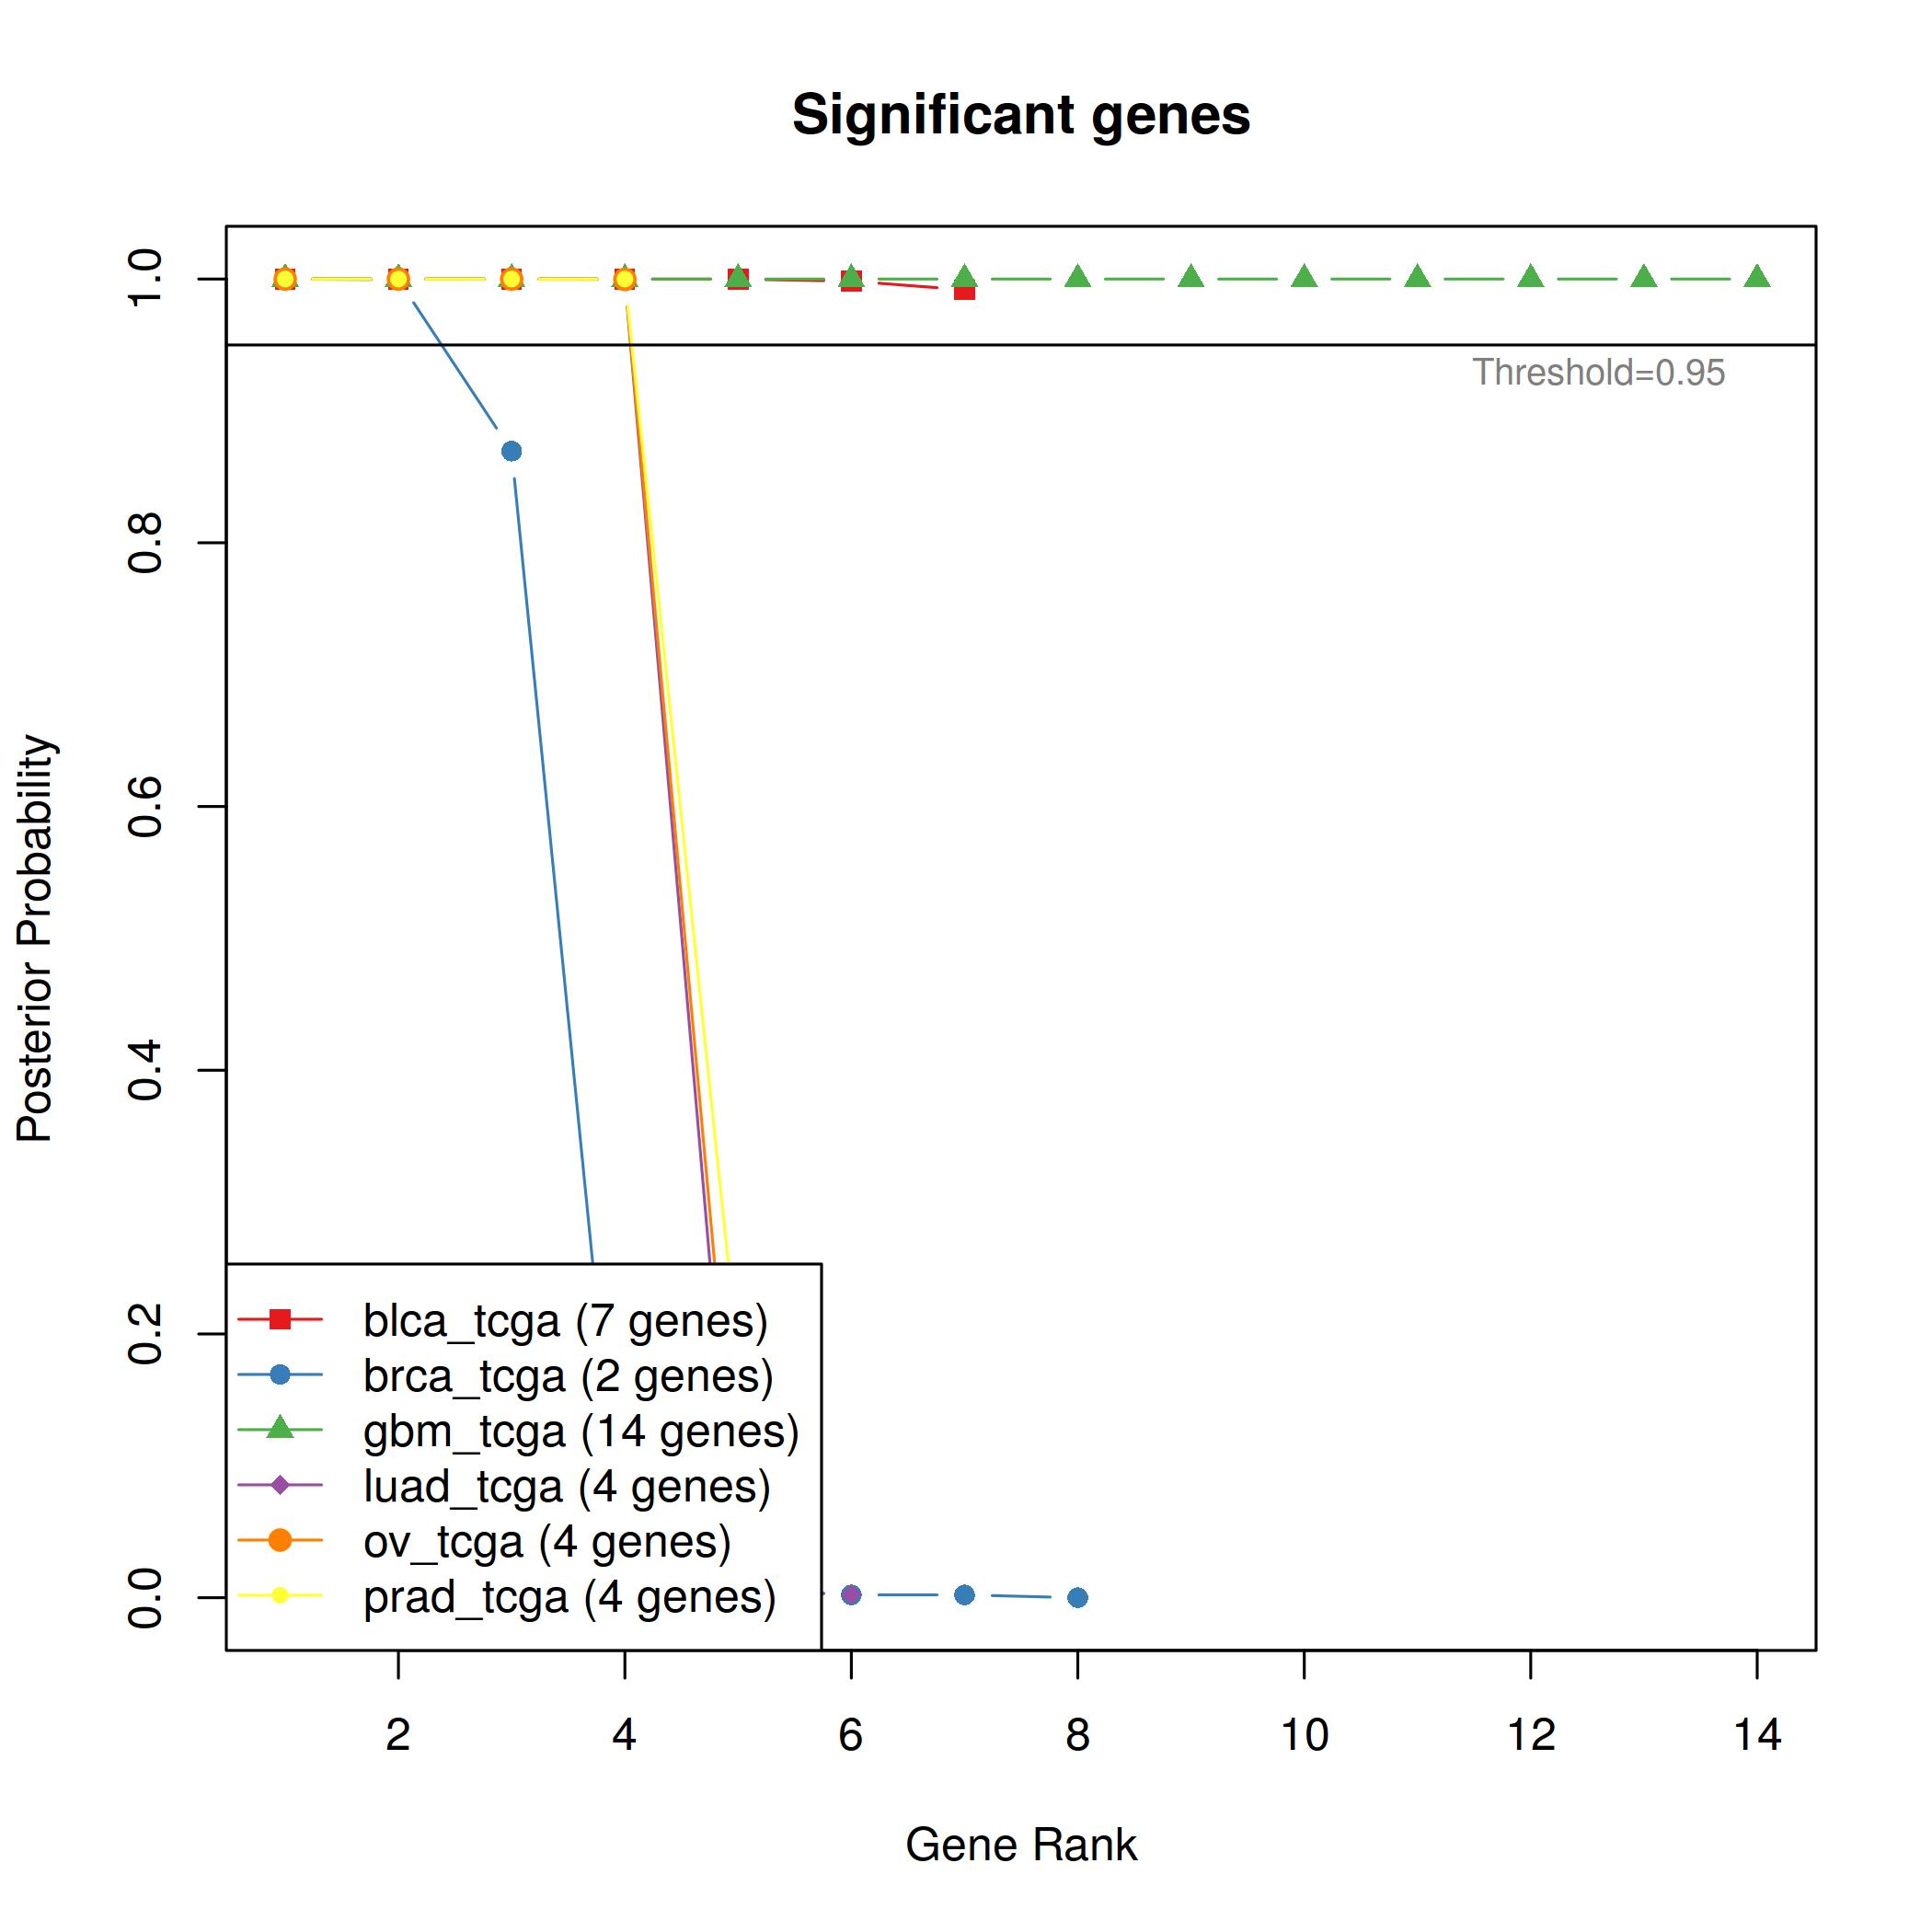 Significant genes
1.0
0.8
0.6
0.4
0.2
0.0
Posterior Probability
Threshold=0.95
blca_tcga (7 genes)
brca_tcga (2 genes)
gbm_tcga (14 genes)
luad_tcga (4 genes)
ov_tcga (4 genes)
prad_tcga (4 genes)
2 4 6 8 10 12 14
Gene Rank